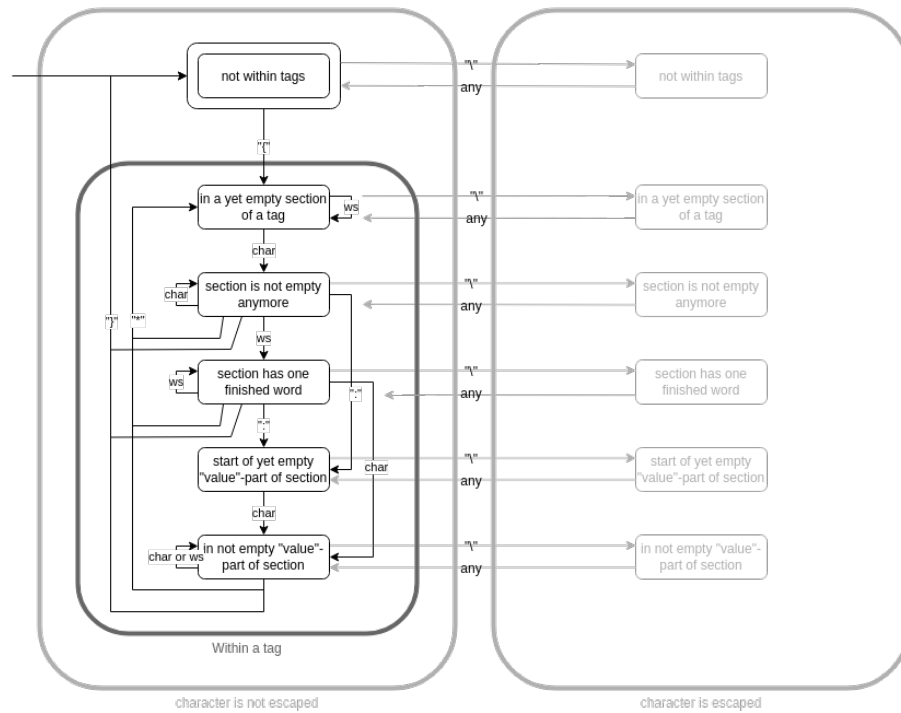 not within tags
"\"
any
not within tags
"{"
in a yet empty section
of a tag
ws
"\"
any
in a yet empty section
of a tag
char
section is not empty
anymore
char
"\"
any
section is not empty
anymore
"}"
"*"
ws
section has one
finished word
ws
"\"
any
section has one
finished word
":"
":"
char
start of yet empty
"value"-part of section
"\"
any
start of yet empty
"value"-part of section
char
in not empty "value"-
part of section
char or ws
"\"
any
in not empty "value"-
part of section
Within a tag
character is not escaped
character is escaped